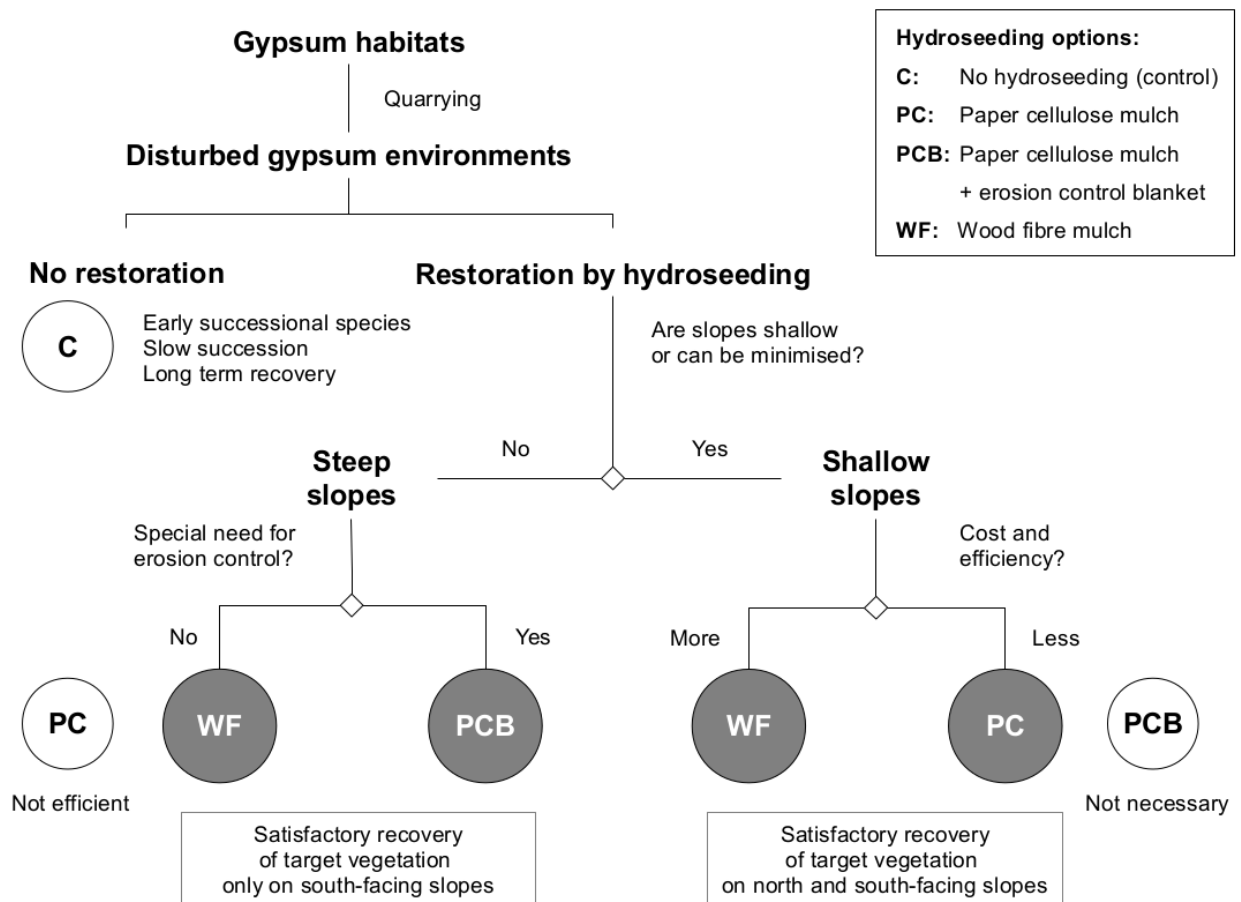 Gypsum habitats
Quarrying
Disturbed gypsum environments
Hydroseeding options:
C: No hydroseeding (control)
PC: Paper cellulose mulch
PCB: Paper cellulose mulch
+ erosion control blanket
WF: Wood fibre mulch
No restoration
C
Early successional species
Slow succession
Long term recovery
Restoration by hydroseeding
Are slopes shallow
or can be minimised?
No
Yes
Steep
slopes
Special need for
erosion control?
No
Yes
PC
Not efficient
WF
PCB
Satisfactory recovery
of target vegetation
only on south-facing slopes
Shallow
slopes
Cost and
efficiency?
More
Less
WF
PC
PCB
Not necessary
Satisfactory recovery
of target vegetation
on north and south-facing slopes